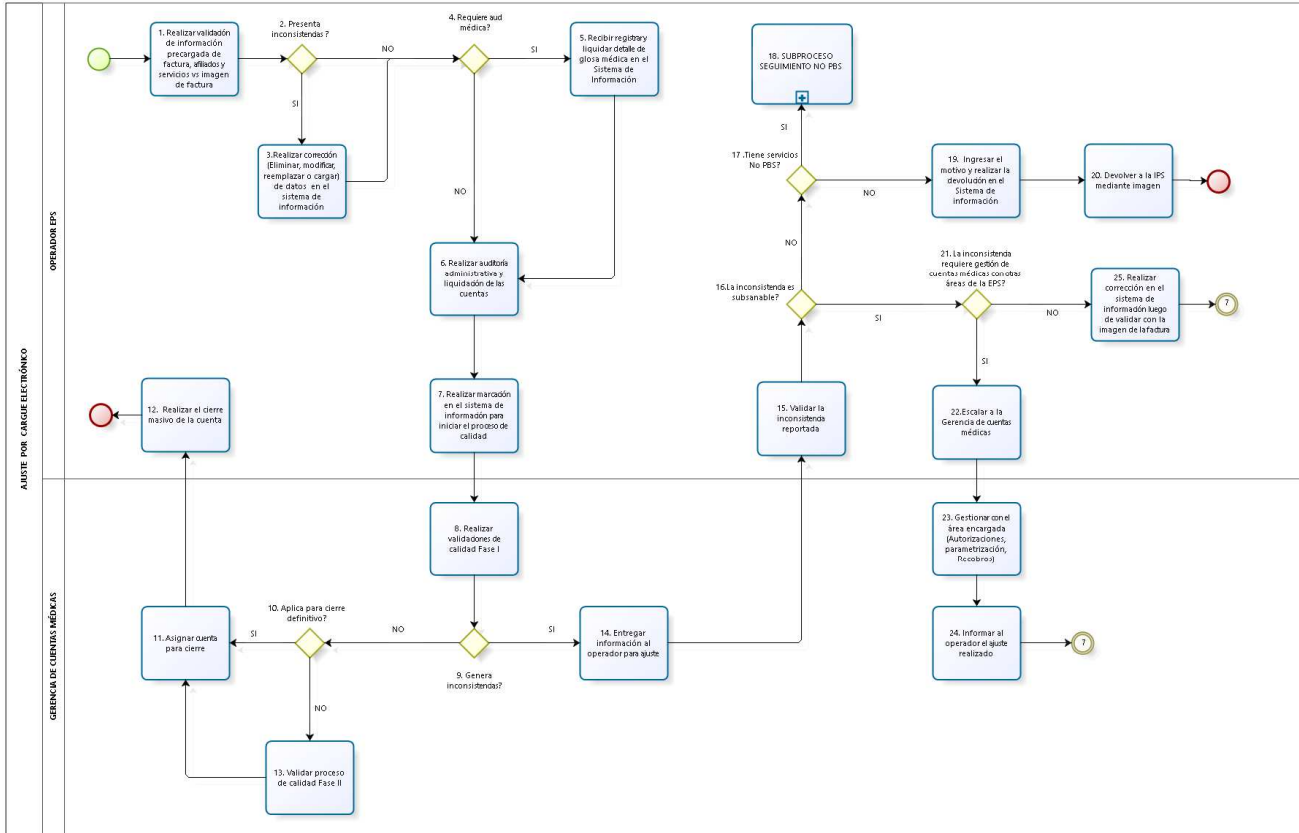 AJUSTE POR CARGUE ELECTRÓNICO
OPERADOR EPS
1. Realizar validación
de información
precargada de
factura, afiliados y
servicios vs imagen
de factura
2. Presenta
inconsistendas ?
NO
SI
3.Realizar corrección
(Eliminar, modificar,
reemplazar o cargar)
de datos en el
sistema de
información
4. Requiere aud
médica?
SI
NO
5. Recibir registrar y
liquidar detalle de
glosa médica en el
Sistema de
Información
6. Realizar auditoría
administrativa y
liquidación de las
cuentas
7. Realizar marcación
en el sistema de
información para
iniciar el proceso de
calidad
12. Realizar el cierre
masivo de la cuenta
18. SUBPROCESO
SEGUIMIENTO NO PBS
SI
17 .Tiene servicios
No PBS?
NO
19. Ingresar el
motivo y realizar la
devolución en el
Sistema de
información
20. Devolver a la IPS
mediante imagen
NO
16.La inconsistenda es
subsanable?
SI
21. La inconsistencia
requiere gestión de
cuentas médicas con otras
áreas de la EPS?
NO
25. Realizar
corrección en el
sistema de
información luego
de validar con la
imagen de la factura
7
SI
15. Validar la
inconsistenda
reportada
22.Escalar a la
Gerencia de cuentas
médicas
GERENCIA DE CUENTAS MÉDICAS
8. Realizar
validadones de
calidad Fase I
9. Genera
inconsistendas?
NO
SI
10. Aplica para cierre
definitivo?
SI
NO
11. Asignar cuenta
para cierre
13. Validar proceso
de calidad Fase II
14. Entregar
información al
operador para ajuste
23. Gestionar con el
área encargada
(Autorizaciones,
parametrización,
Recobros)
24. Informar al
operador el ajuste
realizado
7